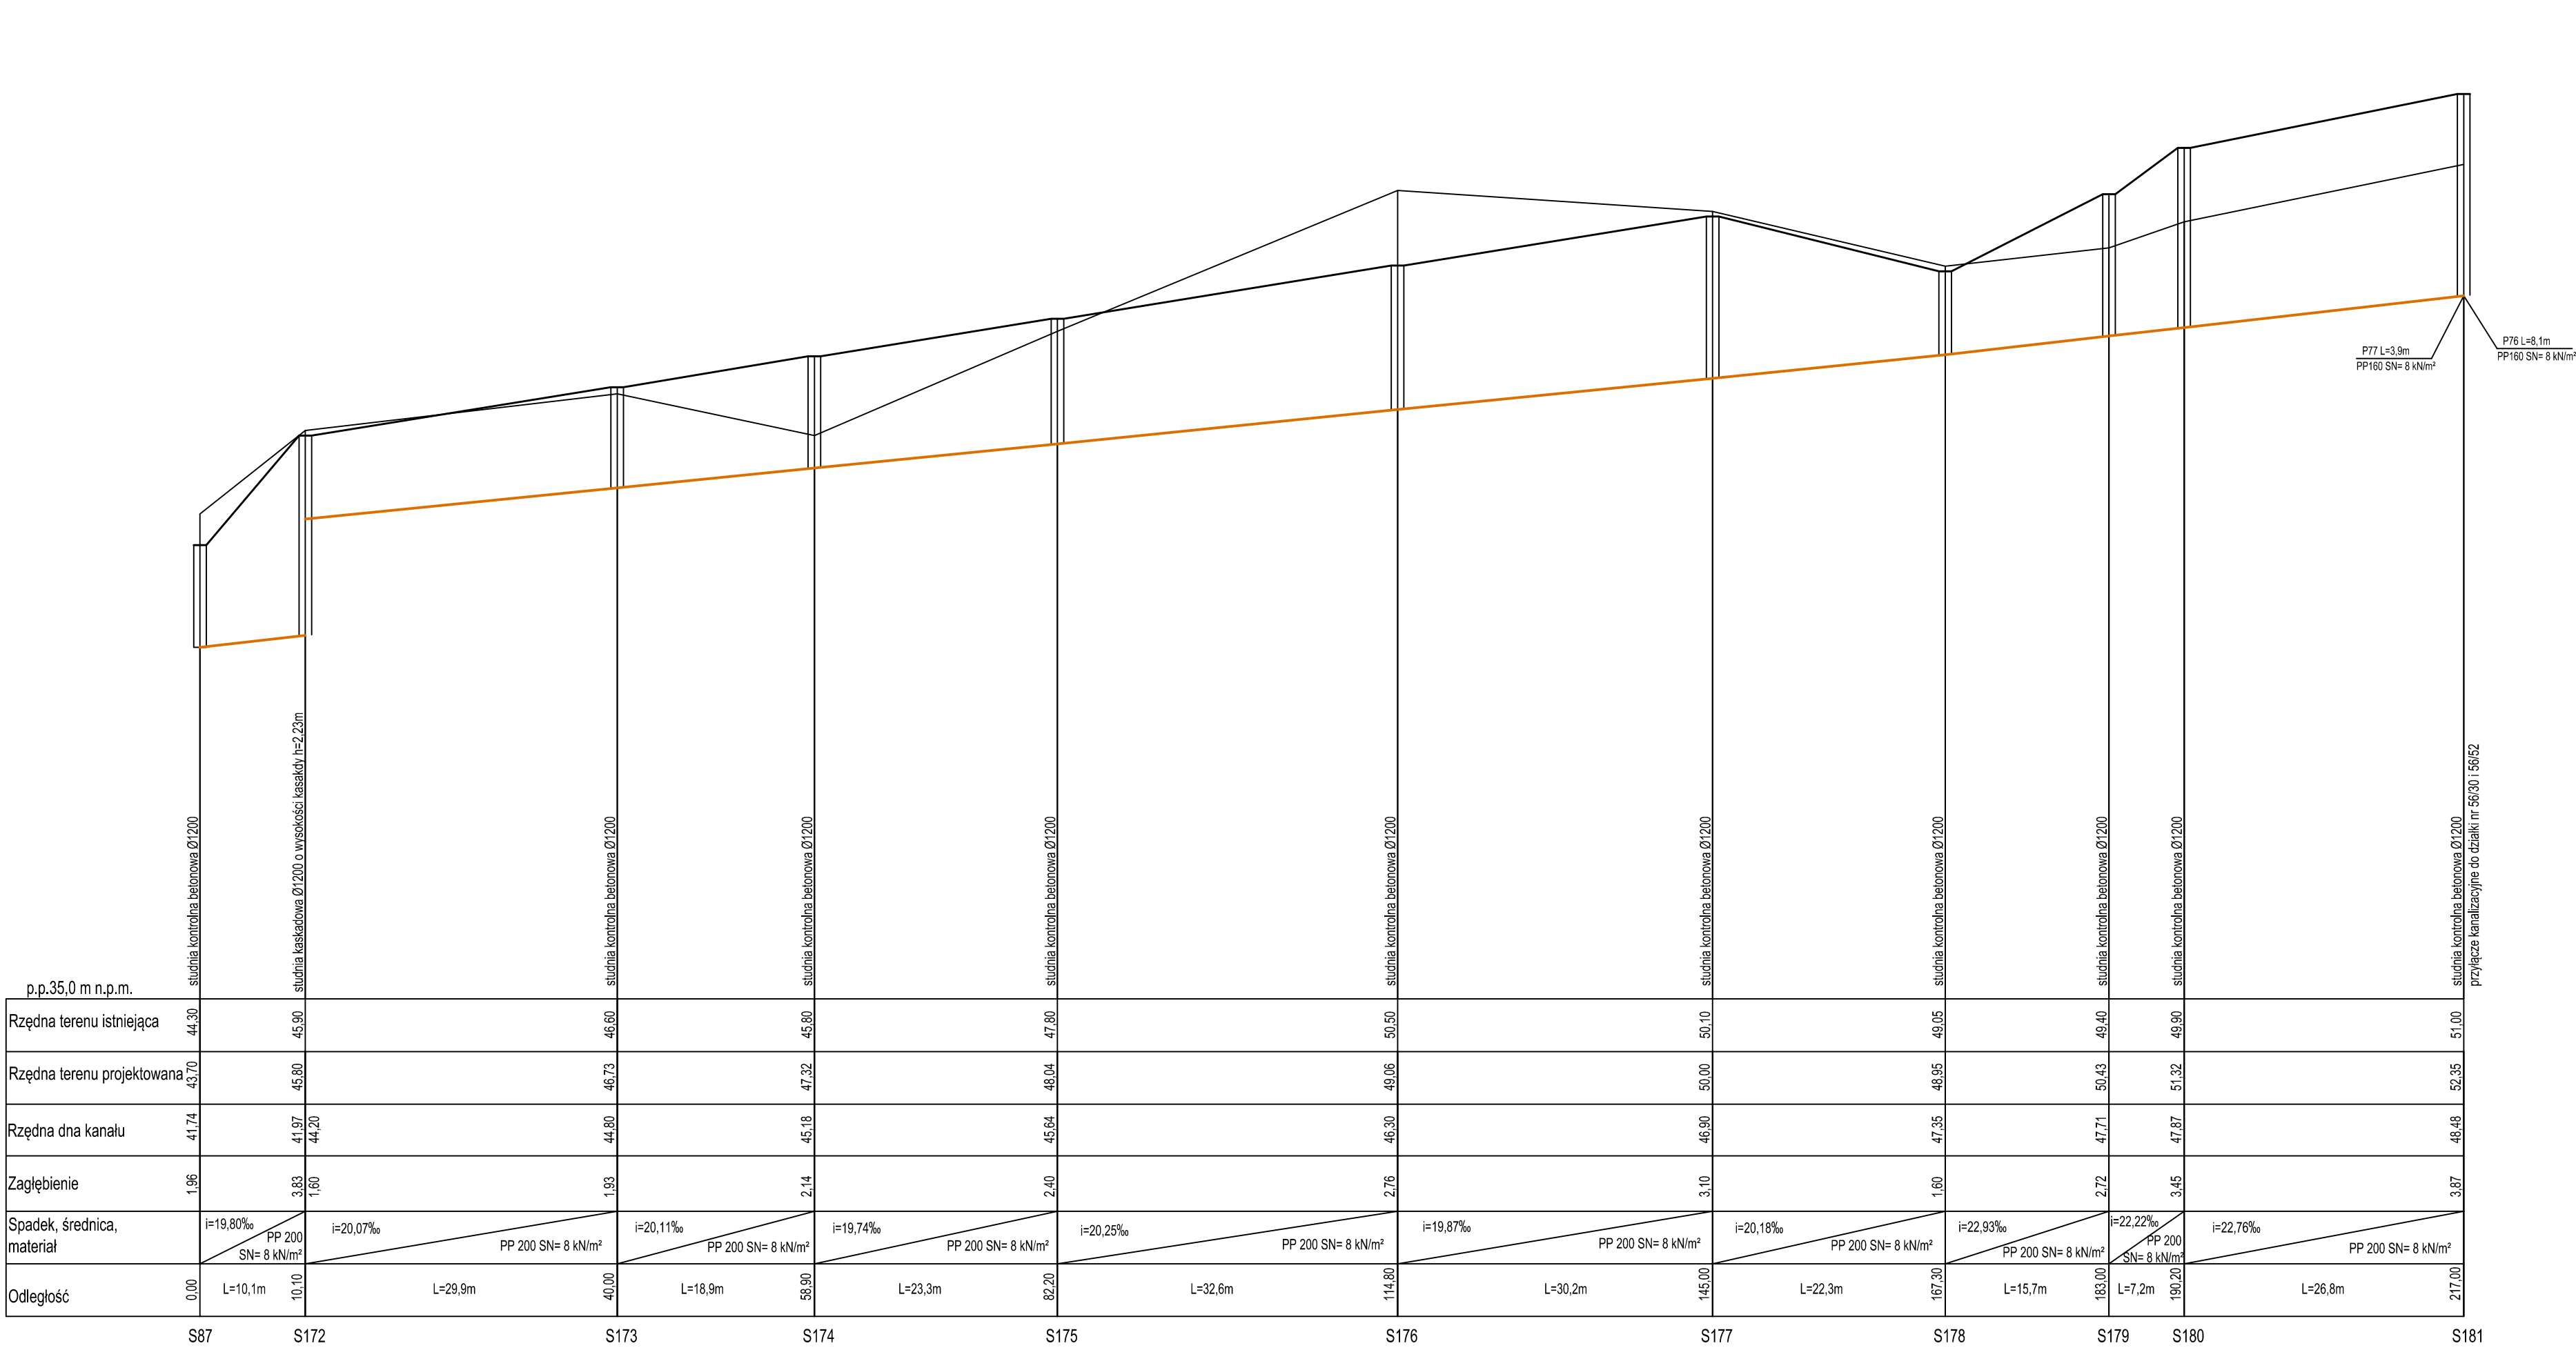 P77 L=3,9m
PP160 SN= 8 kN/m²
P76 L=8,1m
PP160 SN= 8 kN/m²
studnia kontrolna betonowa Ø1200
studnia kaskadowa Ø1200 o wysokości kasakdy h=2,23m
studnia kontrolna betonowa Ø1200
studnia kontrolna betonowa Ø1200
studnia kontrolna betonowa Ø1200
studnia kontrolna betonowa Ø1200
studnia kontrolna betonowa Ø1200
studnia kontrolna betonowa Ø1200
studnia kontrolna betonowa Ø1200
studnia kontrolna betonowa Ø1200
studnia kontrolna betonowa Ø1200
przyłącze kanalizacyjne do działki nr 56/30 i 56/52
p.p.35,0 m n.p.m.
Rzędna terenu istniejąca 44,30 45,90 46,60 45,80 47,80 50,50 50,10 49,05 49,40 49,90 51,00
Rzędna terenu projektowana 43,70 45,80 46,73 47,32 48,04 49,06 50,00 48,95 50,43 51,32 52,35
Rzędna dna kanału 41,74 41,97 44,20 44,80 45,18 45,64 46,30 46,90 47,35 47,71 47,87 48,48
Zagłębienie 1,96 3,83 1,60 1,93 2,14 2,40 2,76 3,10 1,60 2,72 3,45 3,87
Spadek, średnica,
materiał
i=19,80‰
PP 200
SN= 8 kN/m²
i=20,07‰
PP 200 SN= 8 kN/m²
i=20,11‰
PP 200 SN= 8 kN/m²
i=19,74‰
PP 200 SN= 8 kN/m²
i=20,25‰
PP 200 SN= 8 kN/m²
i=19,87‰
PP 200 SN= 8 kN/m²
i=20,18‰
PP 200 SN= 8 kN/m²
i=22,93‰
PP 200 SN= 8 kN/m²
i=22,22‰
PP 200
SN= 8 kN/m²
i=22,76‰
PP 200 SN= 8 kN/m²
Odległość 0,00 L=10,1m 10,10 L=29,9m 40,00 L=18,9m 58,90 L=23,3m 82,20 L=32,6m 114,80 L=30,2m 145,00 L=22,3m 167,30 L=15,7m 183,00 L=7,2m 190,20 L=26,8m 217,00
S87 S172 S173 S174 S175 S176 S177 S178 S179 S180 S181